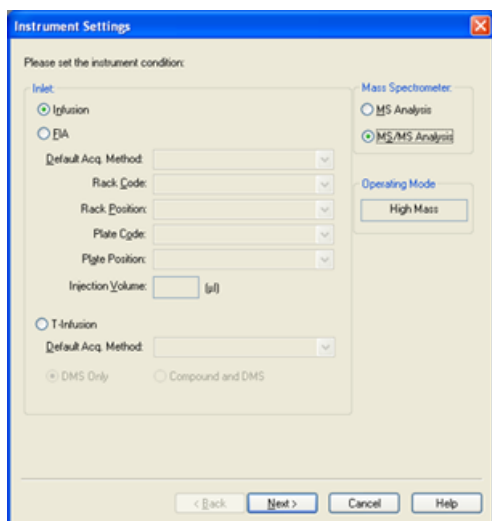 Instrument Settings
Please set the instrument condition:
Inlet:
Infusion
FIA
Default Acq. Method:
Rack Code:
Rack Position:
Plate Code:
Plate Position:
Injection Volume: (µl)
T-Infusion
Default Acq. Method:
DMS Only Compound and DMS
Mass Spectrometer:
MS Analysis
MS/MS Analysis
Operating Mode
High Mass
< Back Next > Cancel Help